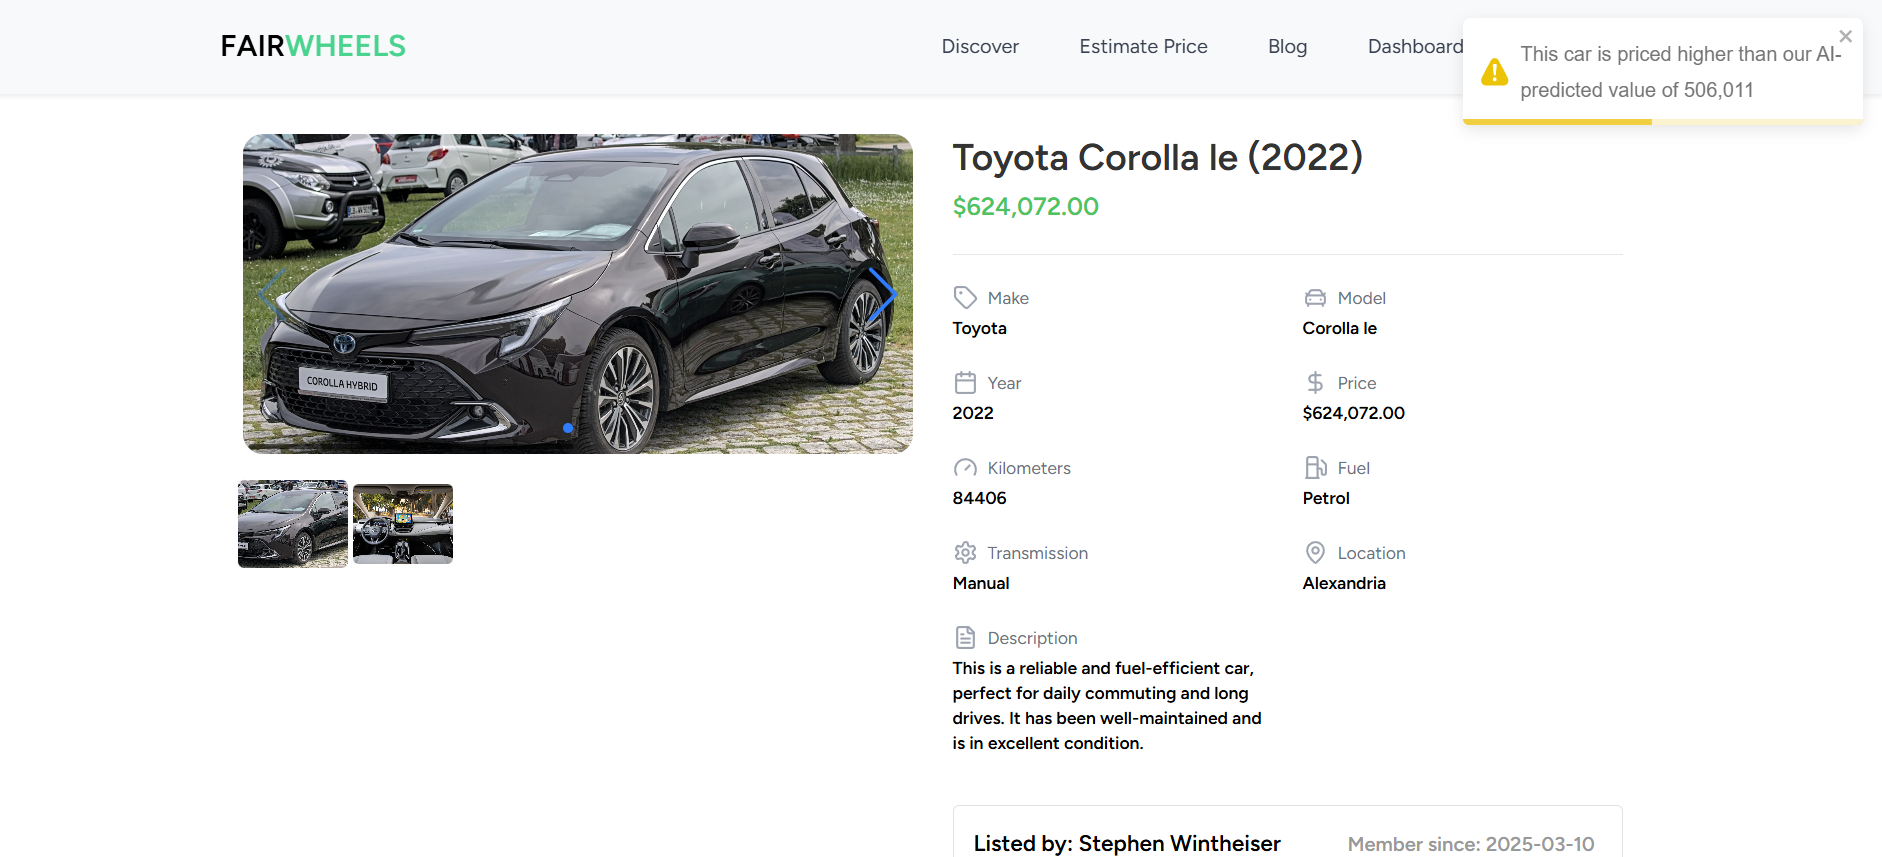 FAIRWHEELS
Discover
Estimate Price
Blog
Dashboard
This car is priced higher than our AI-
predicted value of 506,011
COROLLA HYBRID
Toyota Corolla le (2022)
$624,072.00
Make
Toyota
Model
Corolla le
Year
2022
Price
$624,072.00
Kilometers
84406
Fuel
Petrol
Transmission
Manual
Location
Alexandria
Description
This is a reliable and fuel-efficient car,
perfect for daily commuting and long
drives. It has been well-maintained and
is in excellent condition.
Listed by: Stephen Wintheiser
Member since: 2025-03-10